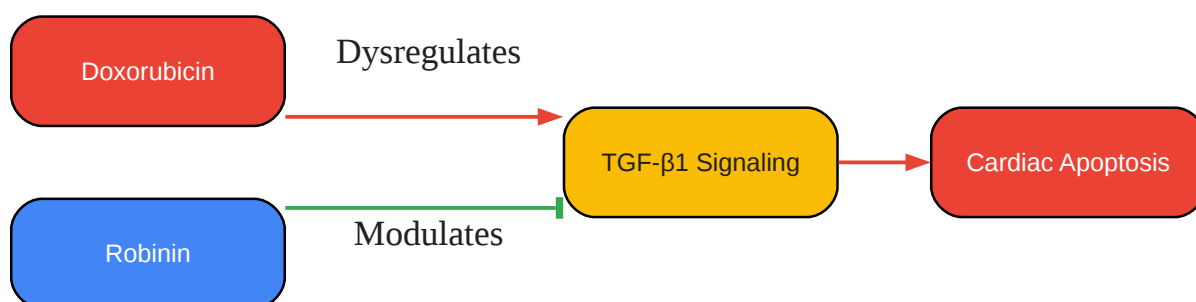 Doxorubicin
Dysregulates
TGF-β1 Signaling
Cardiac Apoptosis
Robinin
Modulates